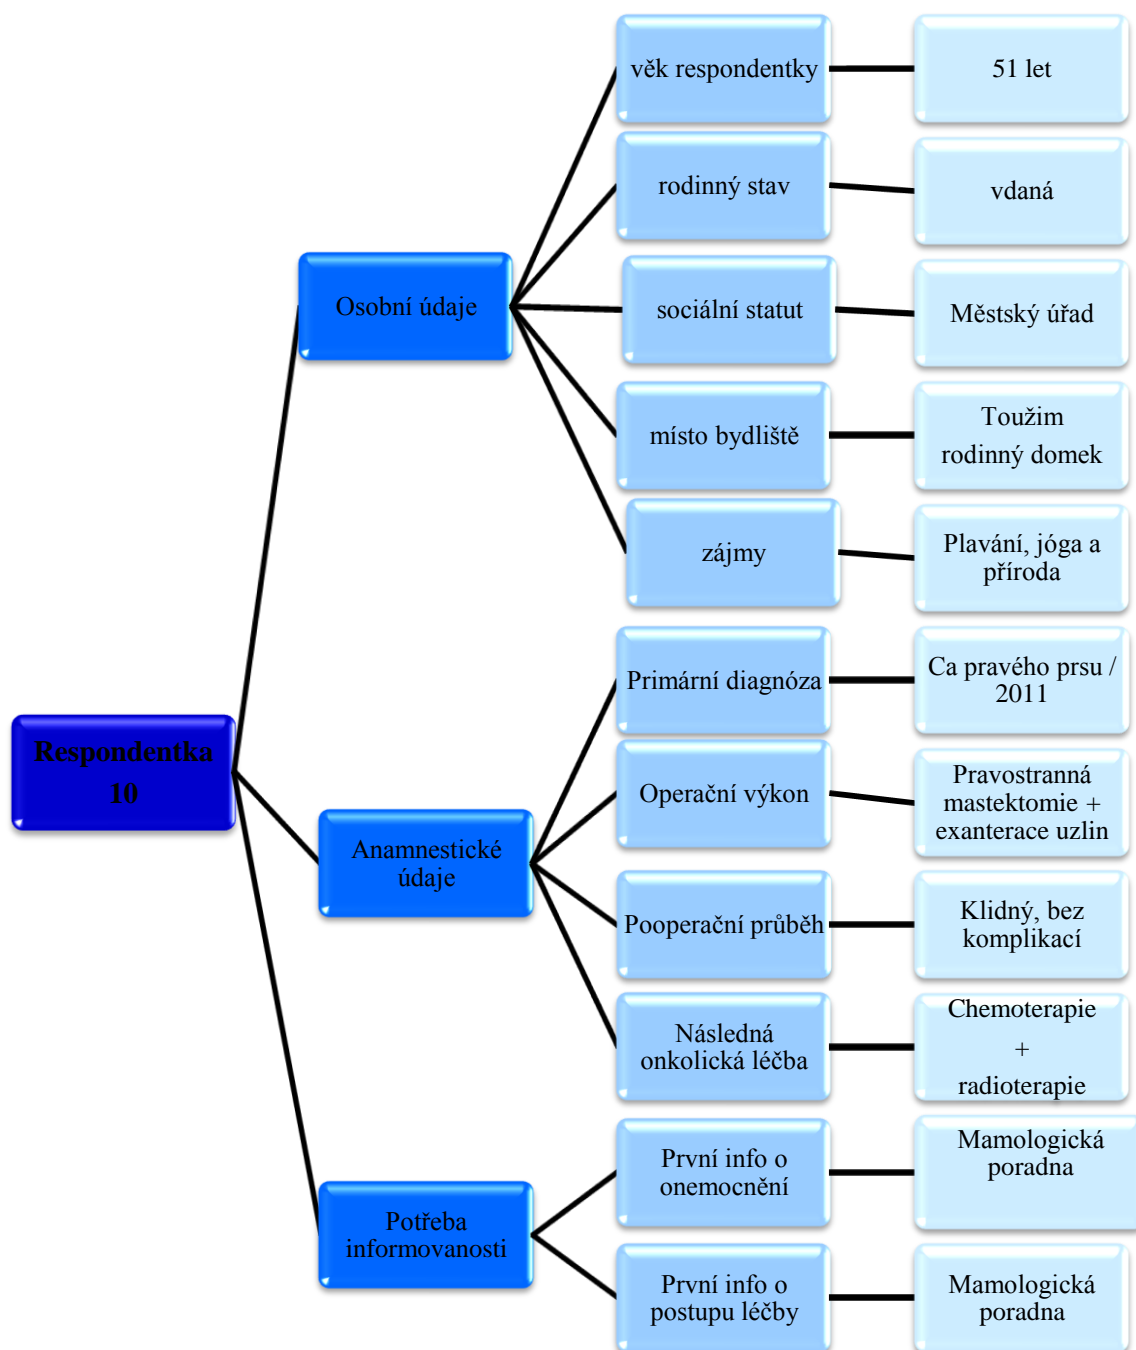 věk respondentky
51 let
rodinný stav
vdaná
Osobní údaje
sociální statut
Městský úřad
místo bydliště
Toužim
rodinný domek
zájmy
Plavání, jóga a
příroda
Respondentka
10
Primární diagnóza
Ca pravého prsu /
2011
Operační výkon
Pravostranná
mastektomie +
exanterace uzlin
Anamnestické
údaje
Pooperační průběh
Klidný, bez
komplikací
Následná
onkolická léčba
Chemoterapie
+
radioterapie
Potřeba
informovanosti
První info o
onemocnění
Mamologická
poradna
První info o
postupu léčby
Mamologická
poradna